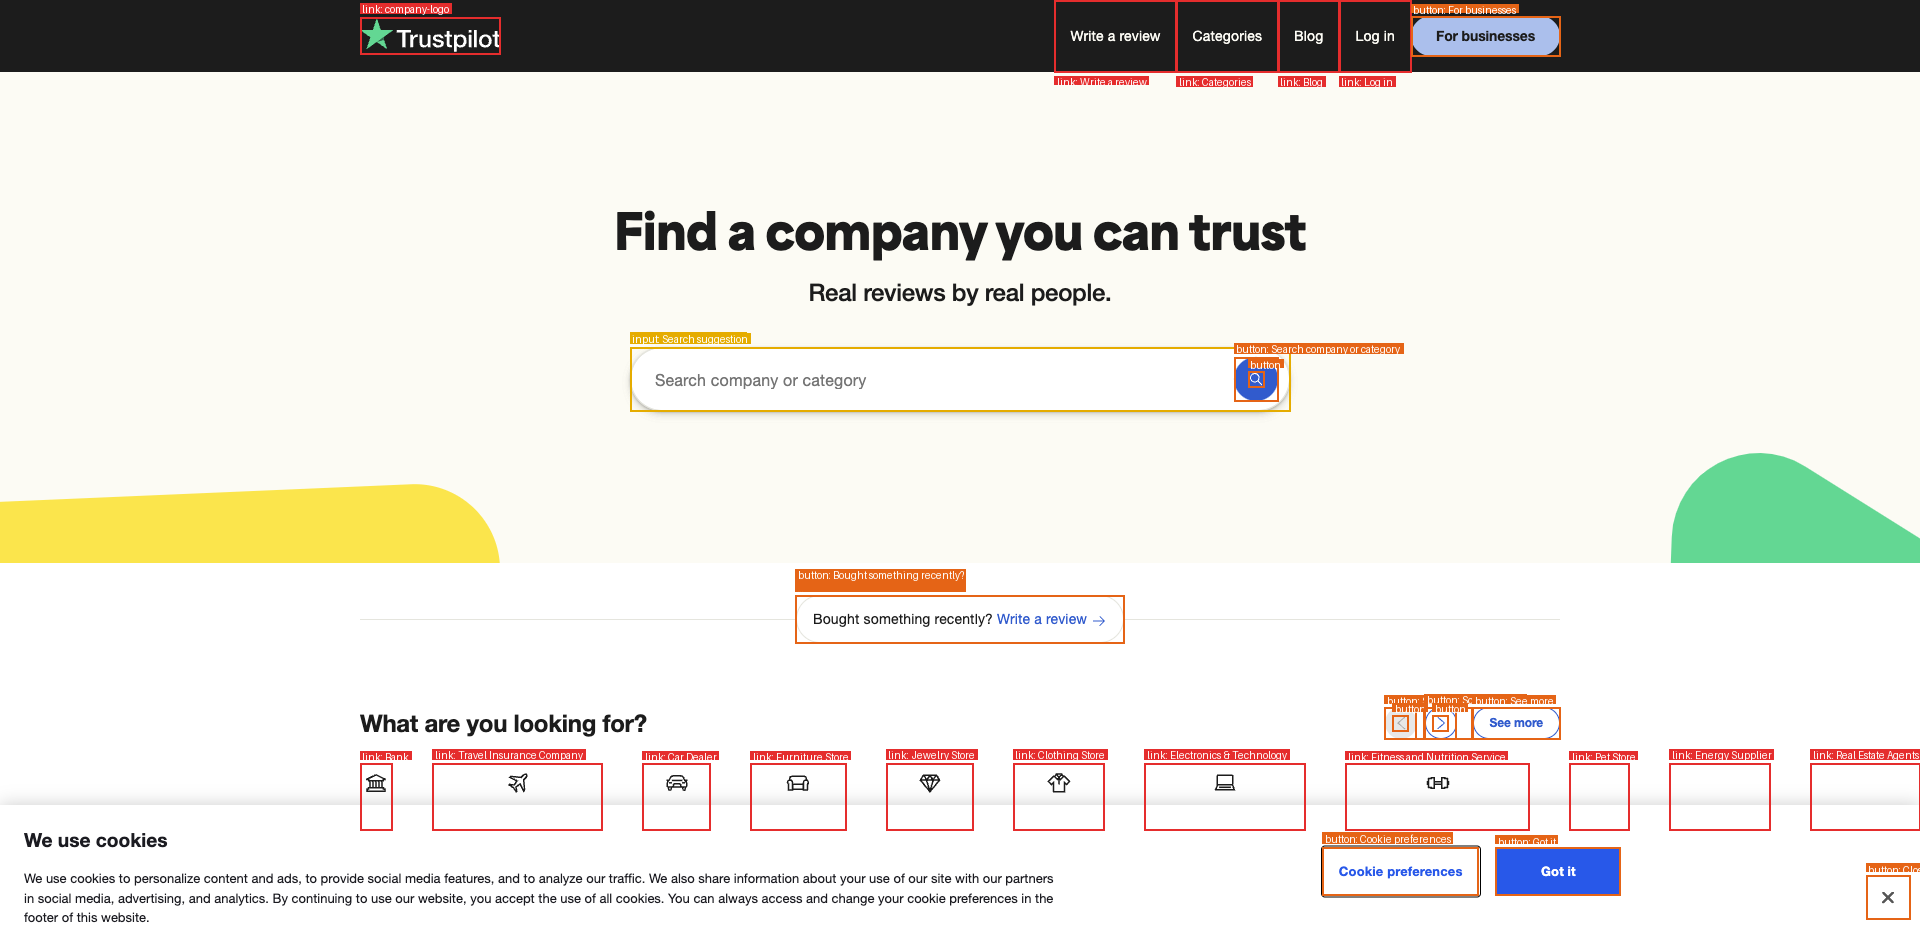 link: company-logo
Trustpilot
Write a review
Categories
Blog
Log in
button: For businesses
For businesses
link: Write a review
link: Categories
link: Blog
link: Log in
Find a company you can trust
Real reviews by real people.
input: Search suggestion
button: Search company or category
button
Search company or category
button: Bought something recently?
Bought something recently? Write a review →
What are you looking for?
button: See more
button
button
See more
link: Bank
link: Travel Insurance Company
link: Car Dealer
link: Furniture Store
link: Jewelry Store
link: Clothing Store
link: Electronics & Technology
link: Fitness and Nutrition Service
link: Pet Store
link: Energy Supplier
link: Real Estate Agents
We use cookies
We use cookies to personalize content and ads, to provide social media features, and to analyze our traffic. We also share information about your use of our site with our partners
in social media, advertising, and analytics. By continuing to use our website, you accept the use of all cookies. You can always access and change your cookie preferences in the
footer of this website.
button: Cookie preferences
Cookie preferences
button: Got it
Got it
button: Clo